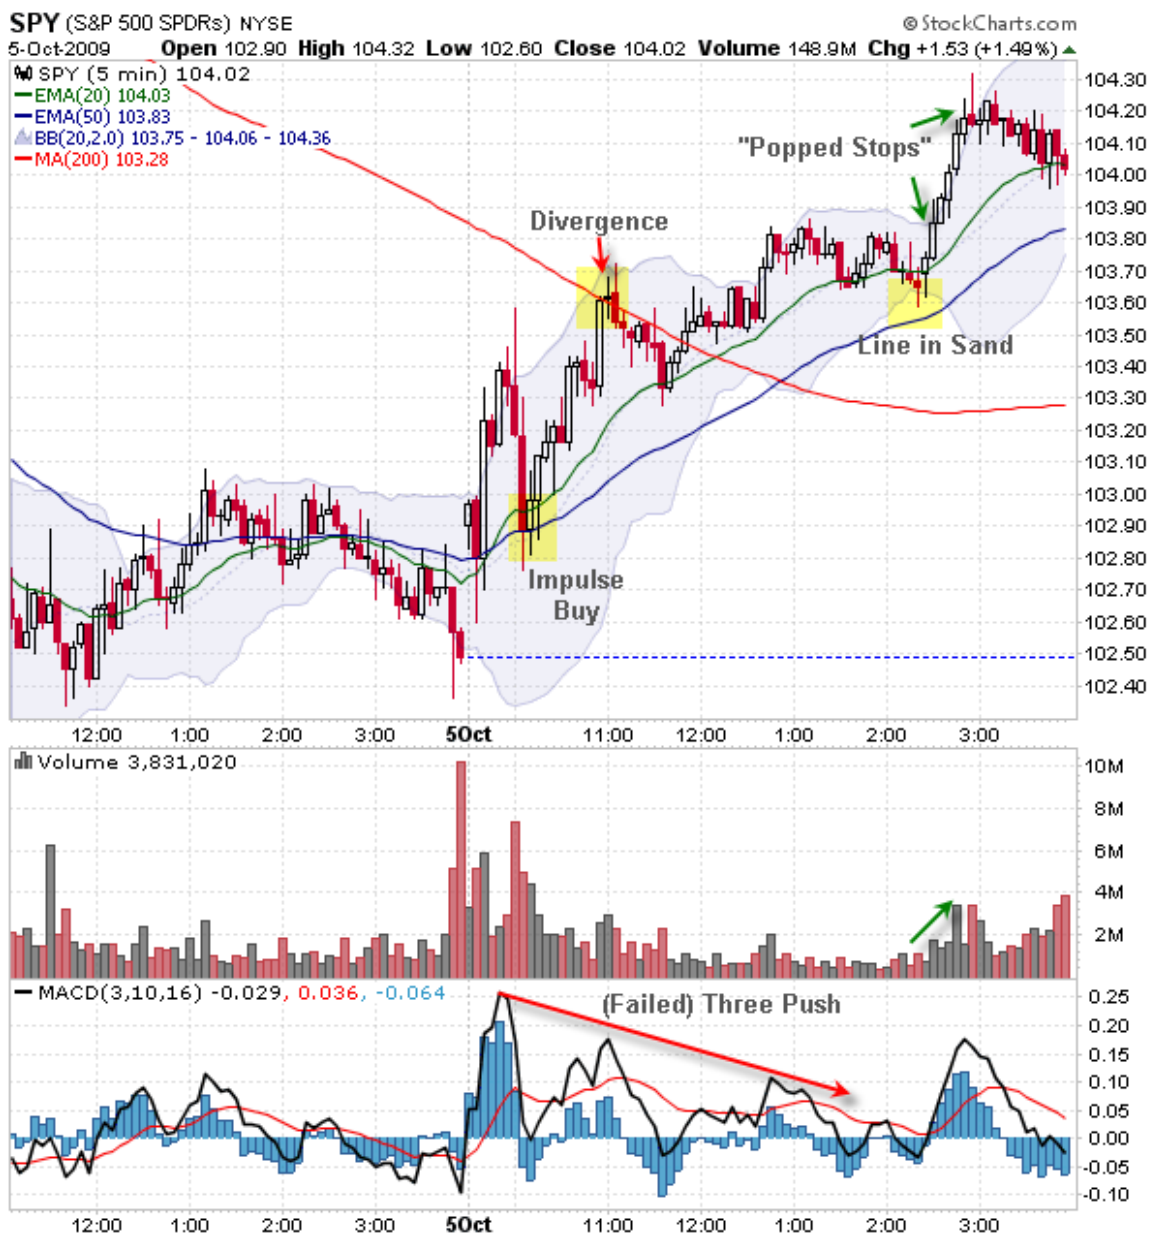 SPY (S&P 500 SPDRs) NYSE © StockCharts.com
5-Oct-2009 Open 102.90 High 104.32 Low 102.60 Close 104.02 Volume 148.9M Chg +1.53 (+1.49%)
SPY (5 min) 104.02
EMA(20) 104.03
EMA(50) 103.83
BB(20,2.0) 103.75 - 104.06 - 104.36
MA(200) 103.28
"Popped Stops"
Divergence
Line in Sand
Impulse
Buy
104.30
104.20
104.10
104.00
103.90
103.80
103.70
103.60
103.50
103.40
103.30
103.20
103.10
103.00
102.90
102.80
102.70
102.60
102.50
102.40
12:00 1:00 2:00 3:00 5Oct 11:00 12:00 1:00 2:00 3:00
Volume 3,831,020
10M
8M
6M
4M
2M
MACD(3,10,16) -0.029, 0.036, -0.064
(Failed) Three Push
0.25
0.20
0.15
0.10
0.05
0.00
-0.05
-0.10
12:00 1:00 2:00 3:00 5Oct 11:00 12:00 1:00 2:00 3:00